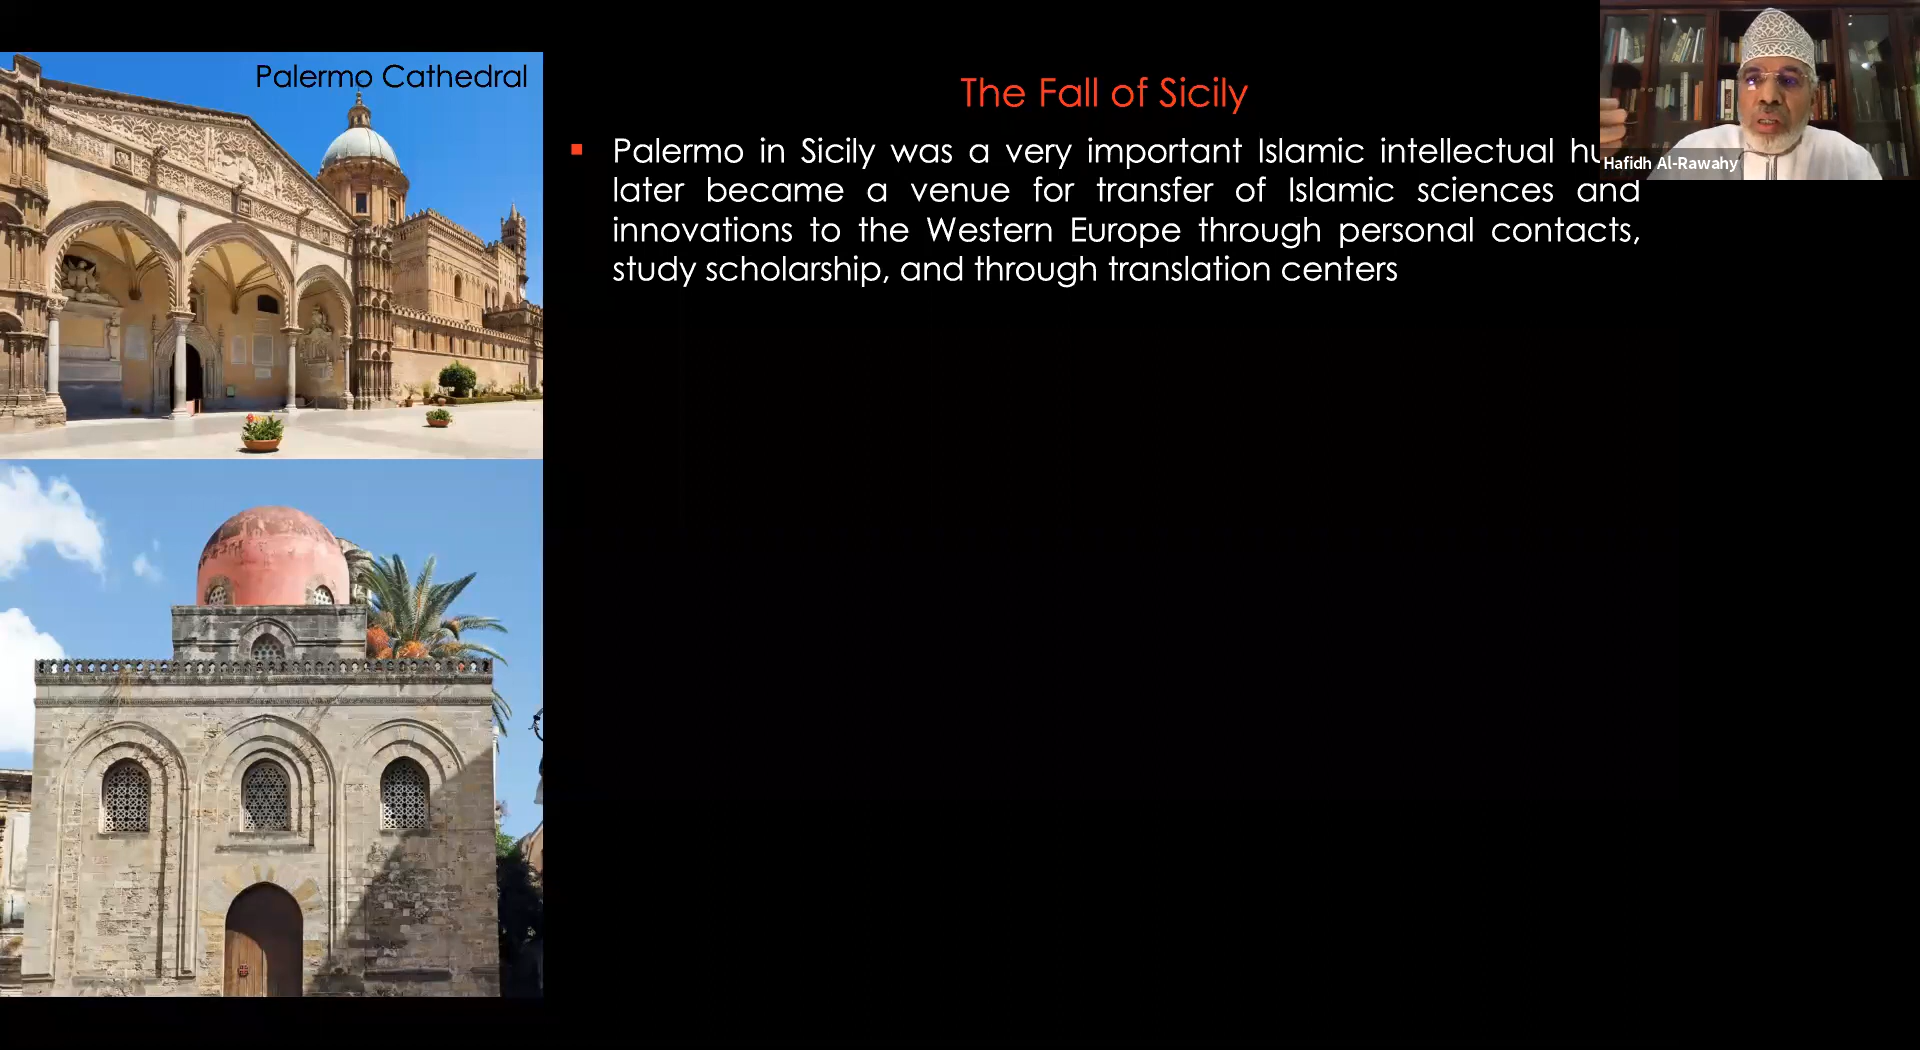 Palermo Cathedral
The Fall of Sicily
Palermo in Sicily was a very important Islamic intellectual
later became a venue for transfer of Islamic sciences and
innovations to the Western Europe through personal contacts,
study scholarship, and through translation centers
Hafidh Al-Rawahy